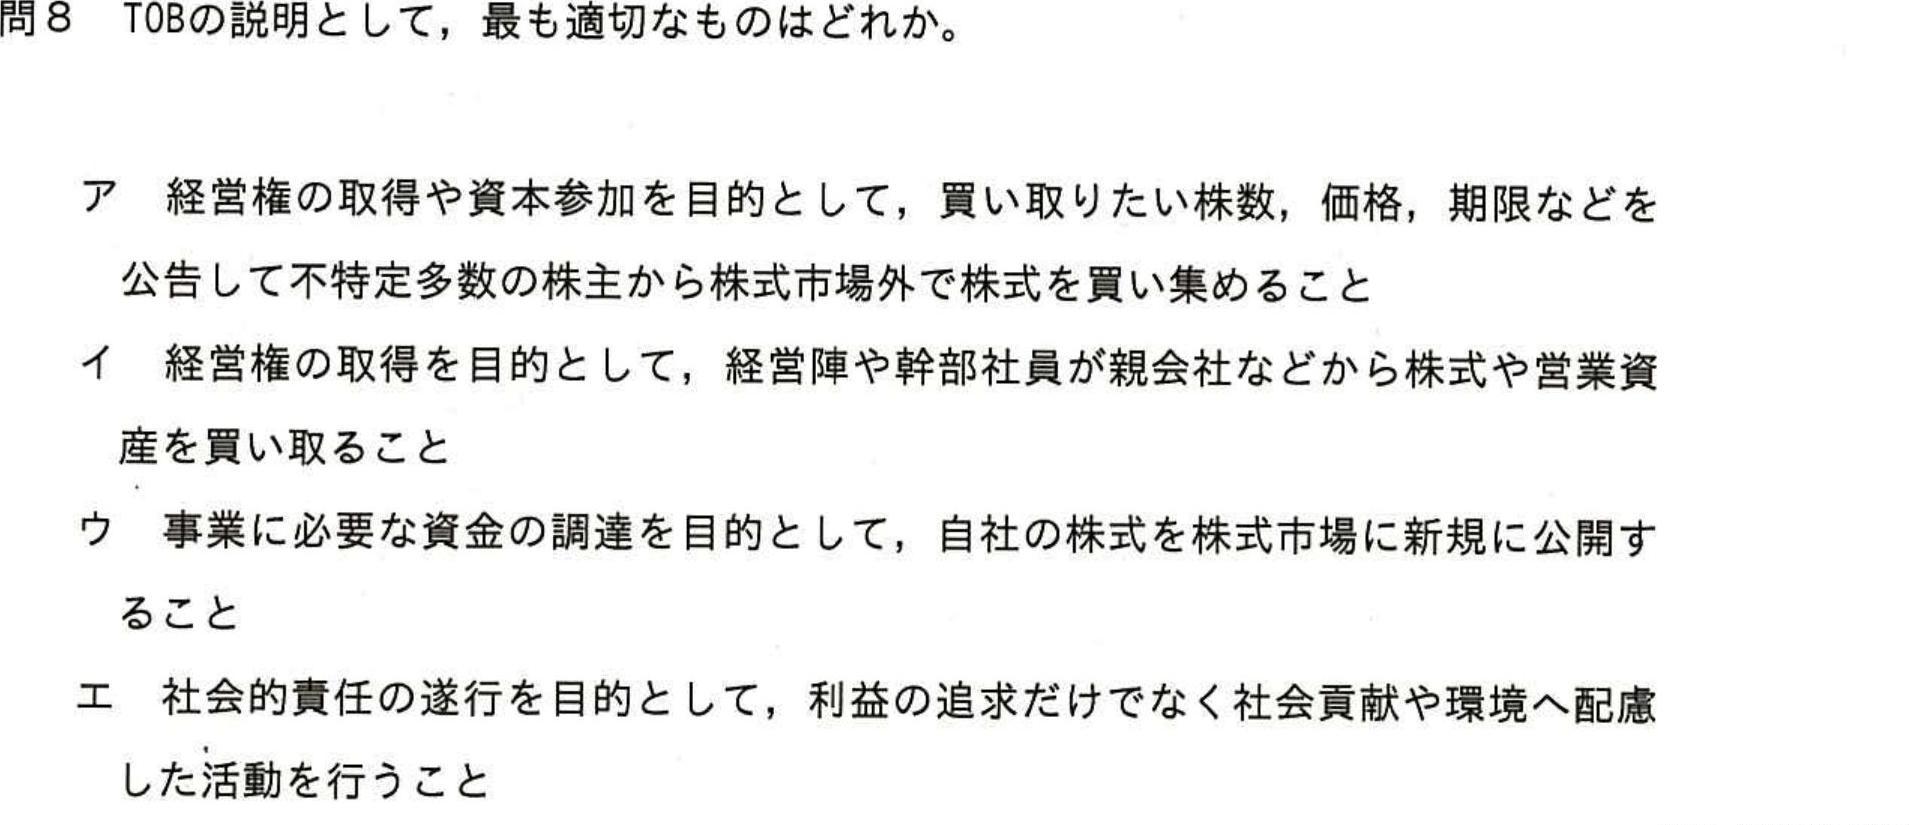 問８　TOBの説明として，最も適切なものはどれか。
ア　経営権の取得や資本参加を目的として，買い取りたい株数，価格，期限などを
公告して不特定多数の株主から株式市場外で株式を買い集めること
イ　経営権の取得を目的として，経営陣や幹部社員が親会社などから株式や営業資
産を買い取ること
ウ　事業に必要な資金の調達を目的として，自社の株式を株式市場に新規に公開す
ること
エ　社会的責任の遂行を目的として，利益の追求だけでなく社会貢献や環境へ配慮
した活動を行うこと